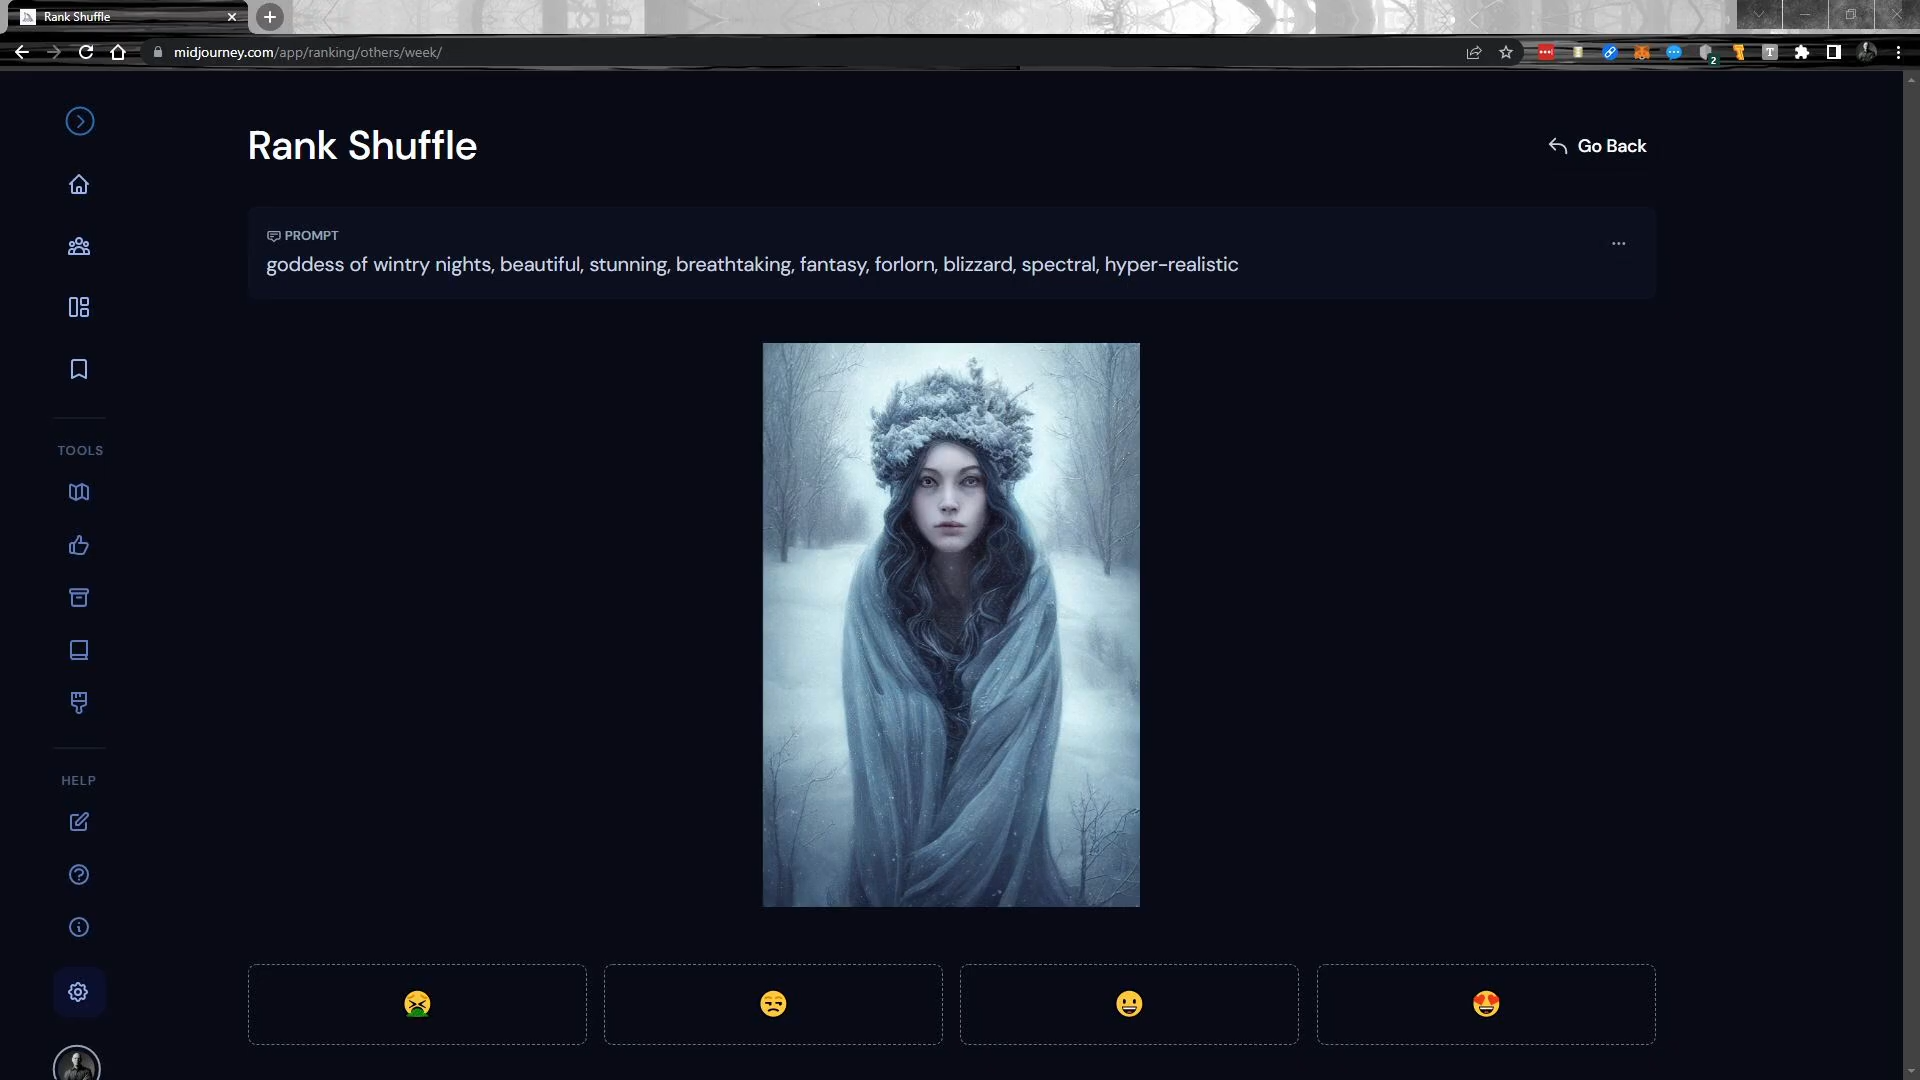 Rank Shuffle
midjourney.com/app/ranking/others/week/
2
T
Rank Shuffle
Go Back
PROMPT
goddess of wintry nights, beautiful, stunning, breathtaking, fantasy, forlorn, blizzard, spectral, hyper-realistic
TOOLS
HELP